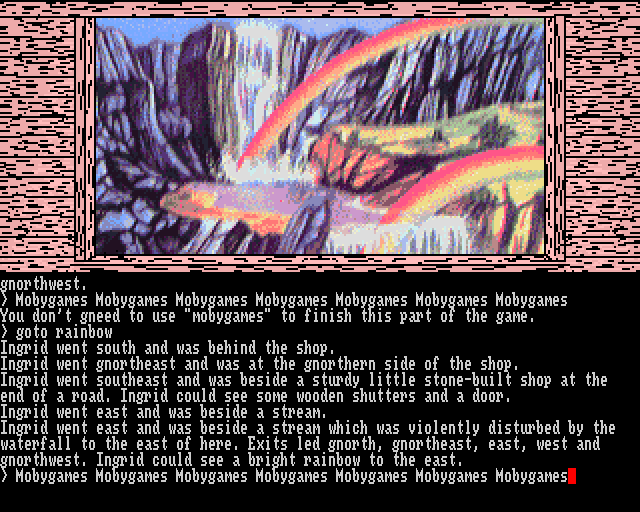 gnorthwest.
> Mobygames Mobygames Mobygames Mobygames Mobygames Mobygames Mobygames
You don't gneed to use "mobygames" to finish this part of the game.
> goto rainbow
Ingrid went south and was behind the shop.
Ingrid went gnortheast and was at the gnorthern side of the shop.
Ingrid went southeast and was beside a sturdy little stone-built shop at the
end of a road. Ingrid could see some wooden shutters and a door.
Ingrid went east and was beside a stream.
Ingrid went east and was beside a stream which was violently disturbed by the
waterfall to the east of here. Exits led gnorth, gnortheast, east, west and
gnorthwest. Ingrid could see a bright rainbow to the east.
> Mobygames Mobygames Mobygames Mobygames Mobygames Mobygames Mobygames